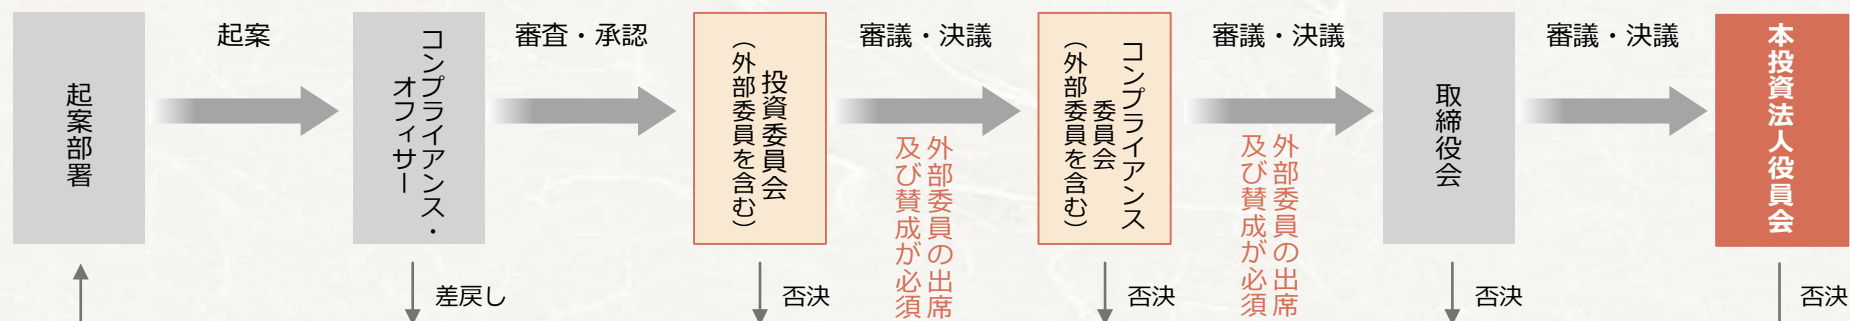 起案部署
起案
コンプライアンス・
オフィサー
審査・承認
投資委員会
（外部委員を含む）
審議・決議
外部委員の出席
及び賛成が必須
コンプライアンス
委員会
（外部委員を含む）
審議・決議
外部委員の出席
及び賛成が必須
取締役会
審議・決議
本投資法人役員会
差戻し
否決
否決
否決
否決